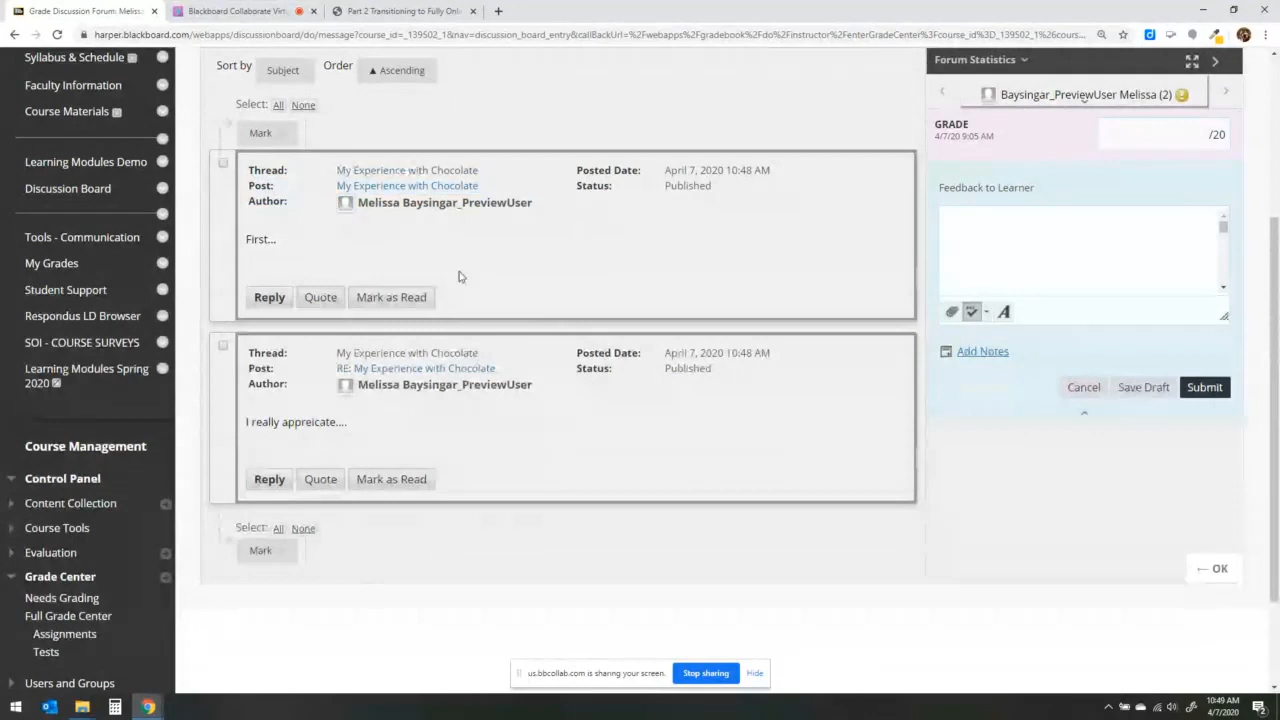 Grade Discussion Forum: Melissa
Blackboard Collaborate Virtu
Part 2 Transitioning to Fully Onli
harper.blackboard.com/webapps/discussionboard/do/message?course_id=_139502_1&nav=discussion_board_entry&callBackUrl=%2Fwebapps%2Fgradebook%2Fdo%2Finstructor%2FenterGradeCenter%3Fcourse_id%3D_139502_1%26cours...
Syllabus & Schedule
Faculty Information
Course Materials
Learning Modules Demo
Discussion Board
Tools - Communication
My Grades
Student Support
Respondus LD Browser
SOI - COURSE SURVEYS
Learning Modules Spring
2020
Course Management
Control Panel
Content Collection
Course Tools
Evaluation
Grade Center
Needs Grading
Full Grade Center
Assignments
Tests
Users and Groups
Sort by Subject Order ▲ Ascending
Select: All None
Mark
Thread: My Experience with Chocolate Posted Date: April 7, 2020 10:48 AM
Post: My Experience with Chocolate Status: Published
Author: Melissa Baysingar_PreviewUser
First...
Reply Quote Mark as Read
Thread: My Experience with Chocolate Posted Date: April 7, 2020 10:48 AM
Post: RE: My Experience with Chocolate Status: Published
Author: Melissa Baysingar_PreviewUser
I really appreicate....
Reply Quote Mark as Read
Select: All None
Mark
Forum Statistics
Baysingar_PreviewUser Melissa (2)
GRADE
4/7/20 9:05 AM
/20
Feedback to Learner
Add Notes
Cancel Save Draft Submit
← OK
us.bbcollab.com is sharing your screen. Stop sharing Hide
10:49 AM
4/7/2020